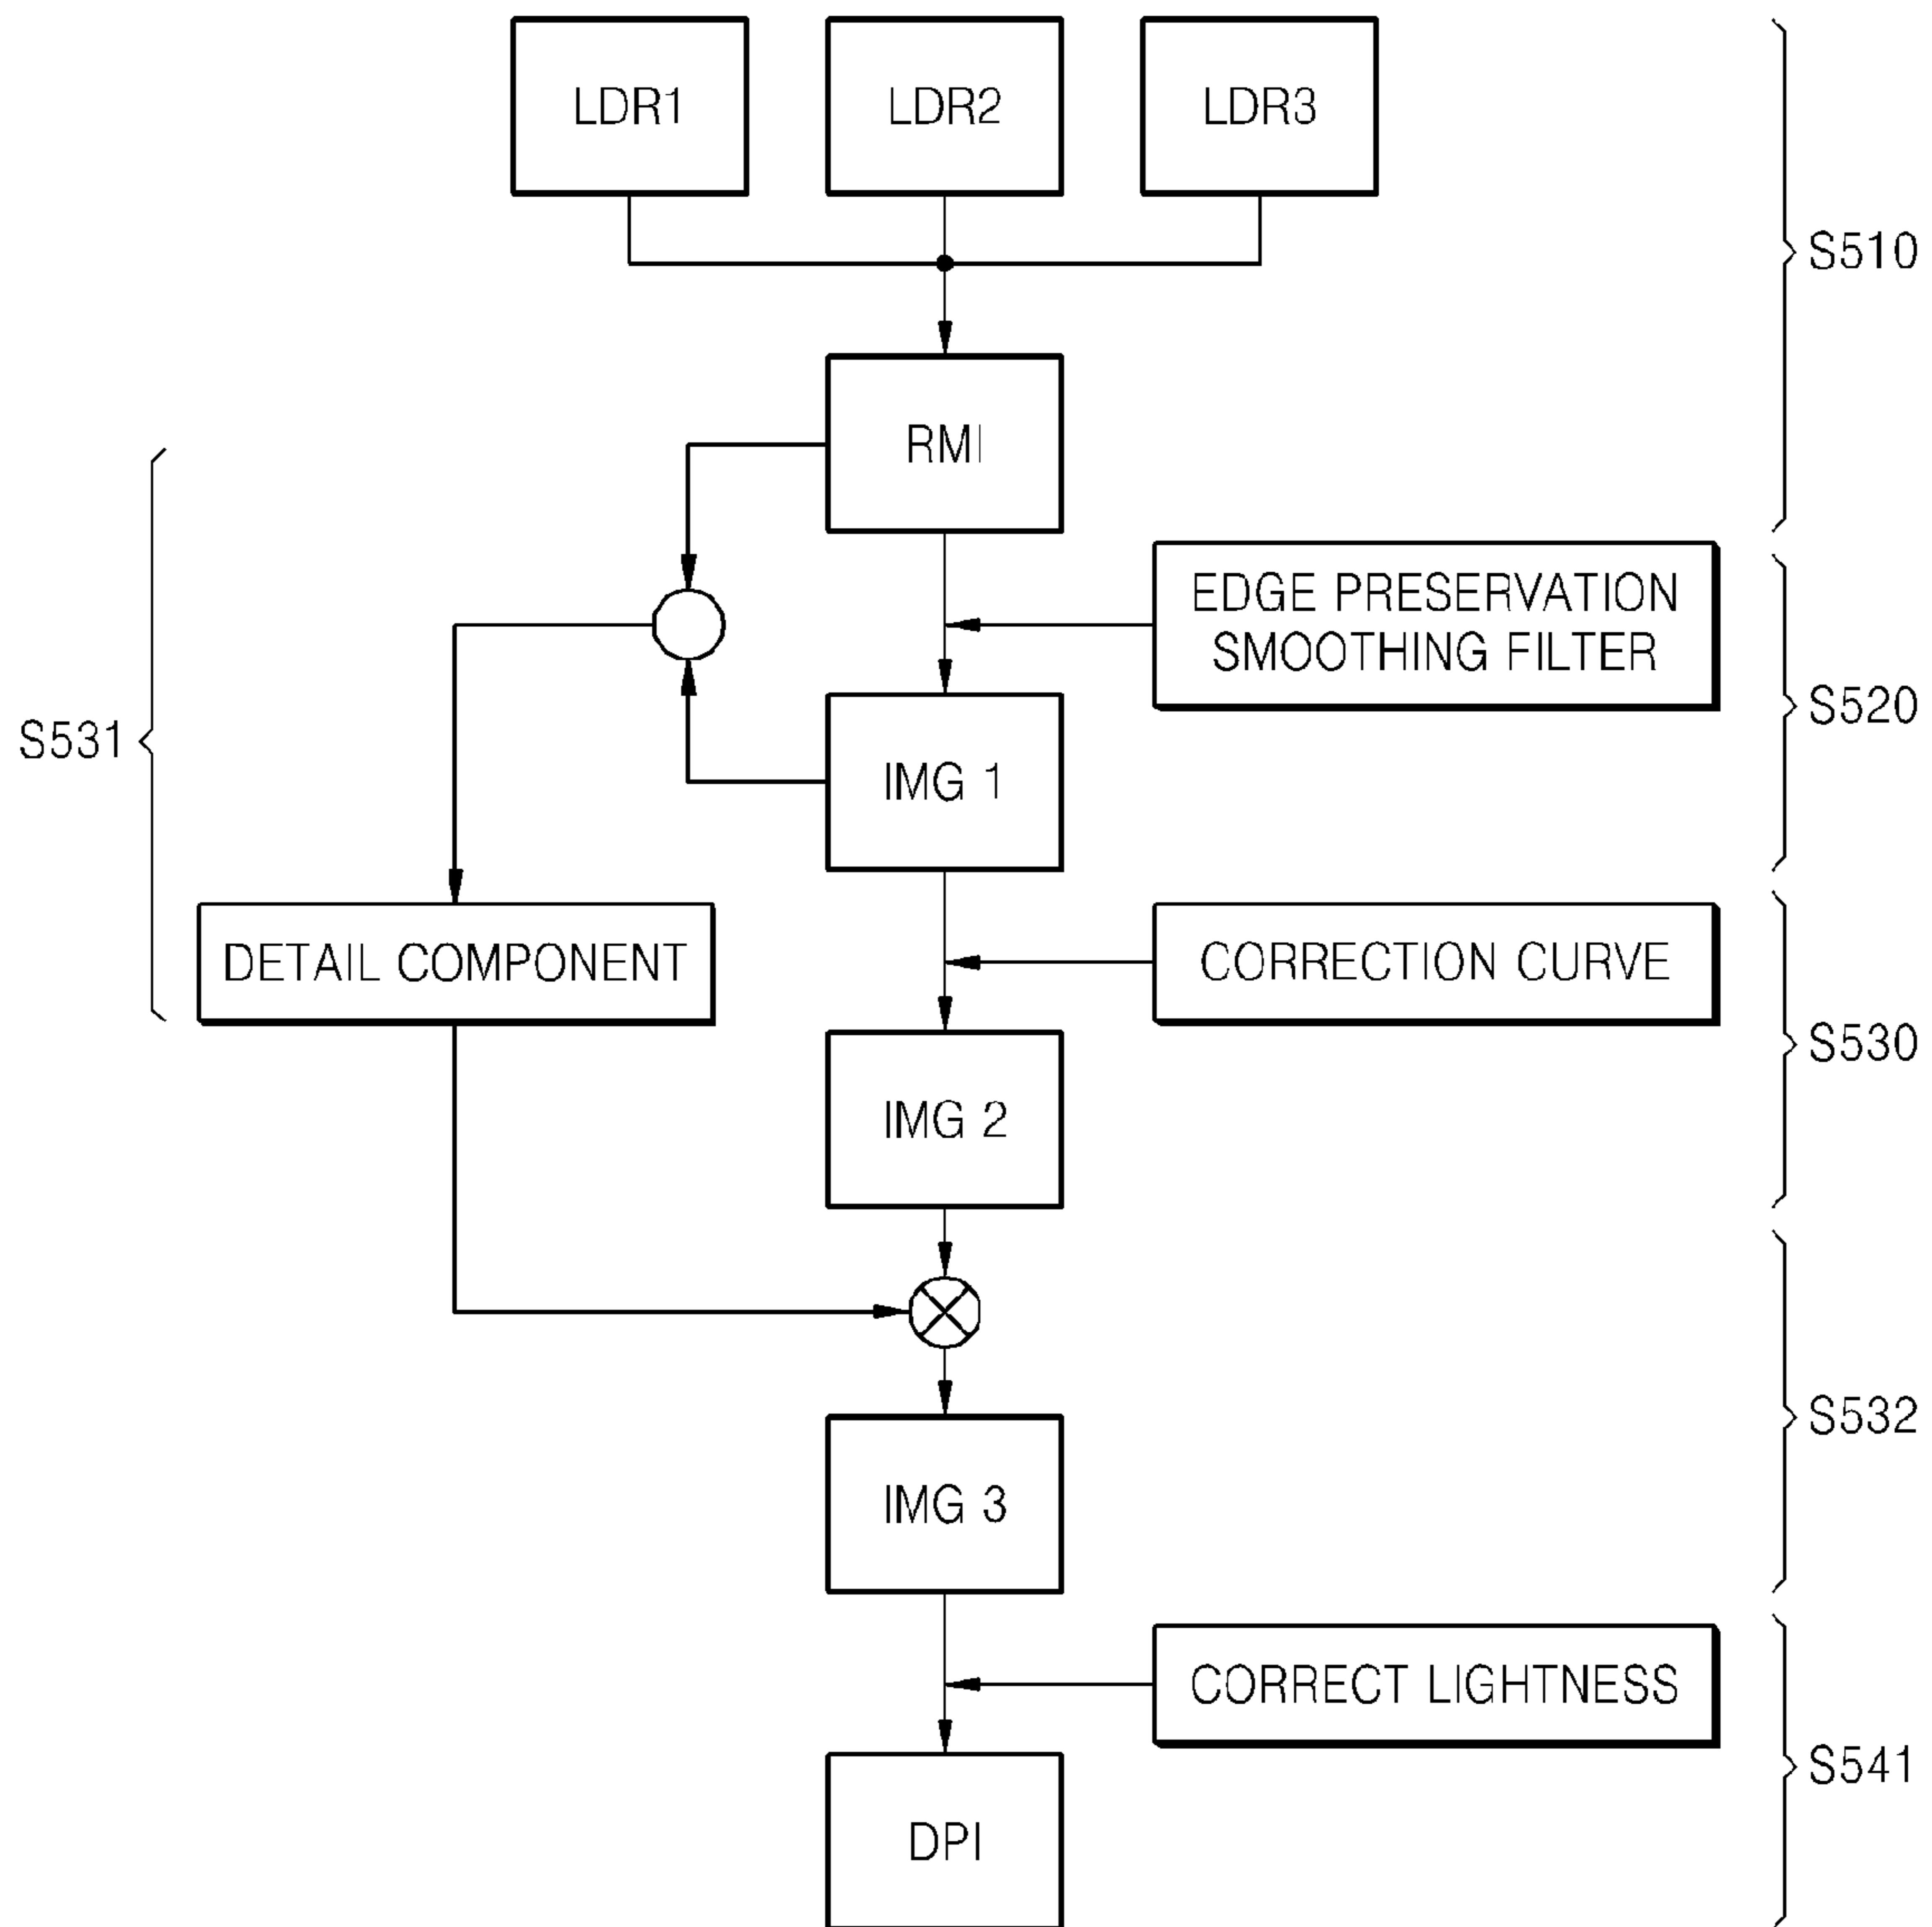 LDR1
LDR2
LDR3
S510
RMI
EDGE PRESERVATION
SMOOTHING FILTER
S520
S531
IMG 1
DETAIL COMPONENT
CORRECTION CURVE
S530
IMG 2
S532
IMG 3
CORRECT LIGHTNESS
S541
DPI